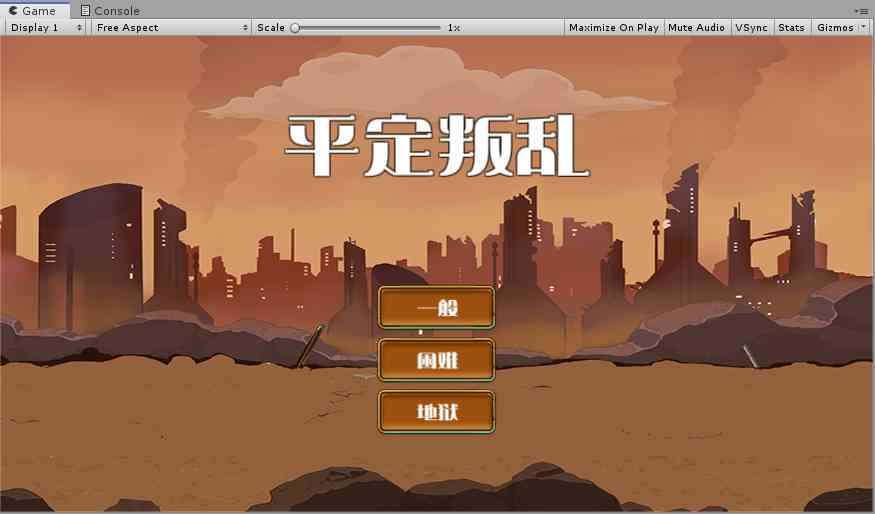 Game Console
Display 1 Free Aspect Scale 1x Maximize On Play Mute Audio VSync Stats Gizmos
平定叛乱
一般
困难
地狱